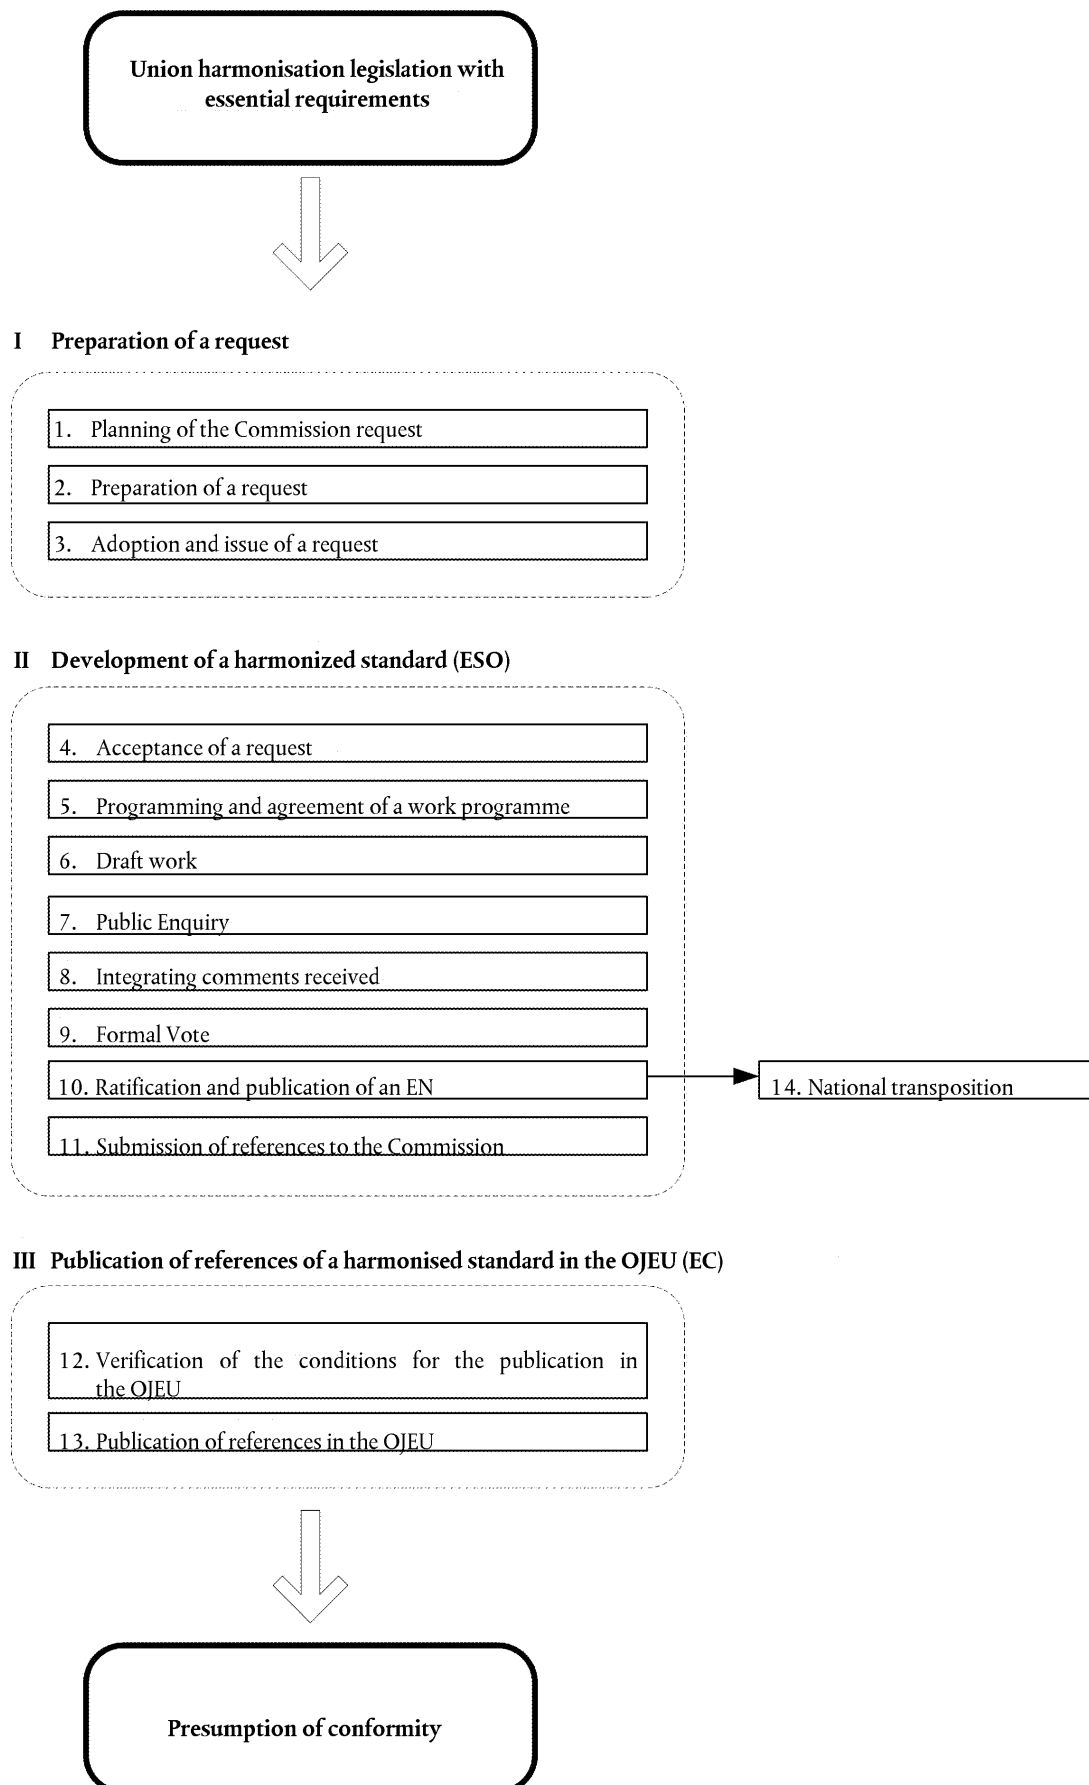 Union harmonisation legislation with
essential requirements
I Preparation of a request
1. Planning of the Commission request
2. Preparation of a request
3. Adoption and issue of a request
II Development of a harmonized standard (ESO)
4. Acceptance of a request
5. Programming and agreement of a work programme
6. Draft work
7. Public Enquiry
8. Integrating comments received
9. Formal Vote
10. Ratification and publication of an EN
14. National transposition
11. Submission of references to the Commission
III Publication of references of a harmonised standard in the OJEU (EC)
12. Verification of the conditions for the publication in
the OJEU
13. Publication of references in the OJEU
Presumption of conformity